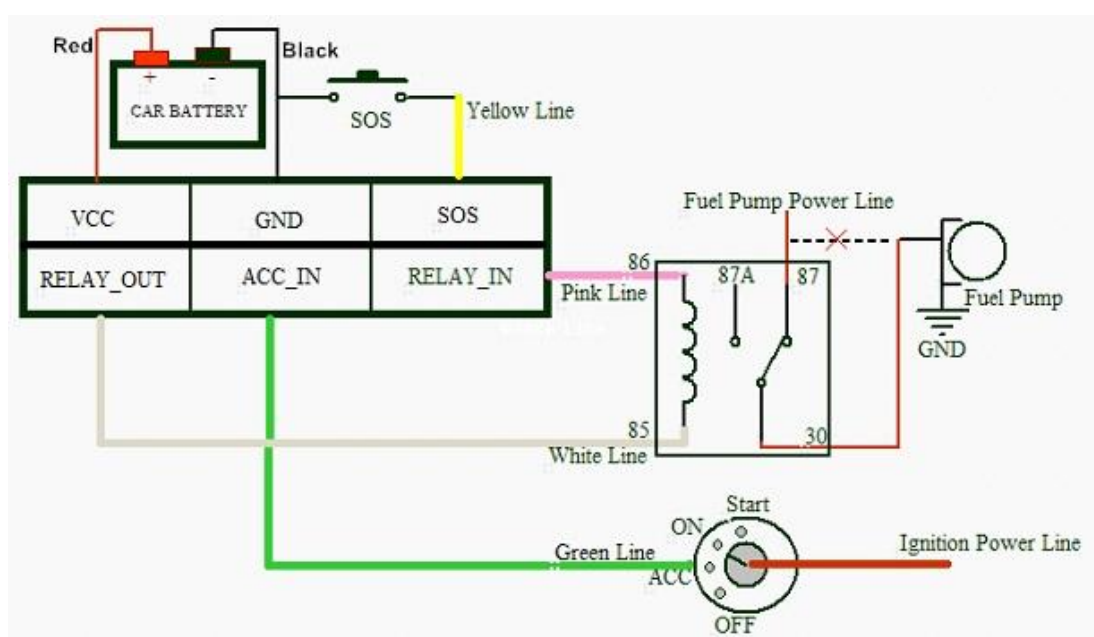 Red
Black
+ -
CAR BATTERY
SOS
Yellow Line
VCC
GND
SOS
RELAY_OUT
ACC_IN
RELAY_IN
Fuel Pump Power Line
86
87A
87
Pink Line
Fuel Pump
GND
85
30
White Line
Start
ON
Green Line
ACC
Ignition Power Line
OFF